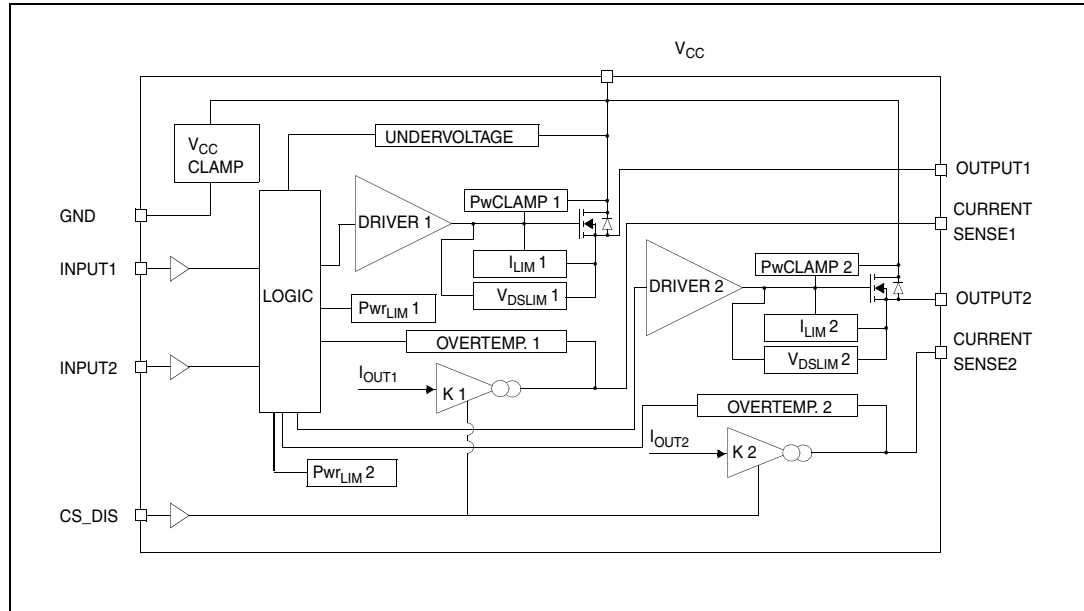 VCC
VCC
CLAMP
UNDERVOLTAGE
OUTPUT1
PwCLAMP 1
GND
DRIVER 1
CURRENT
SENSE1
INPUT1
ILIM 1
PwCLAMP 2
LOGIC
DRIVER 2
VDSLIM 1
OUTPUT2
PwrLIM 1
ILIM 2
OVERTEMP. 1
CURRENT
SENSE2
INPUT2
VDSLIM 2
IOUT1
K 1
OVERTEMP. 2
IOUT2
K 2
PwrLIM 2
CS_DIS